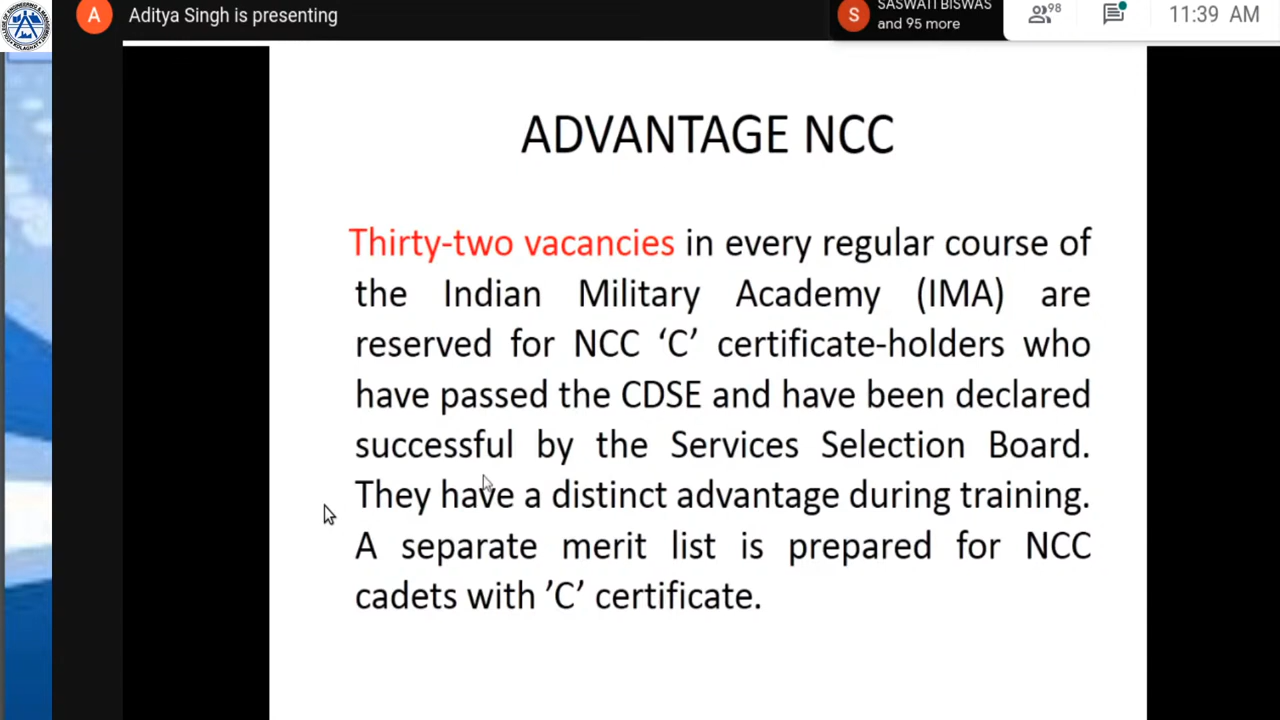 A
Aditya Singh is presenting
S
SASWATI BISWAS
and 95 more
98
11:39 AM
ADVANTAGE NCC
Thirty-two vacancies in every regular course of
the Indian Military Academy (IMA) are
reserved for NCC ‘C’ certificate-holders who
have passed the CDSE and have been declared
successful by the Services Selection Board.
They have a distinct advantage during training.
A separate merit list is prepared for NCC
cadets with ’C’ certificate.